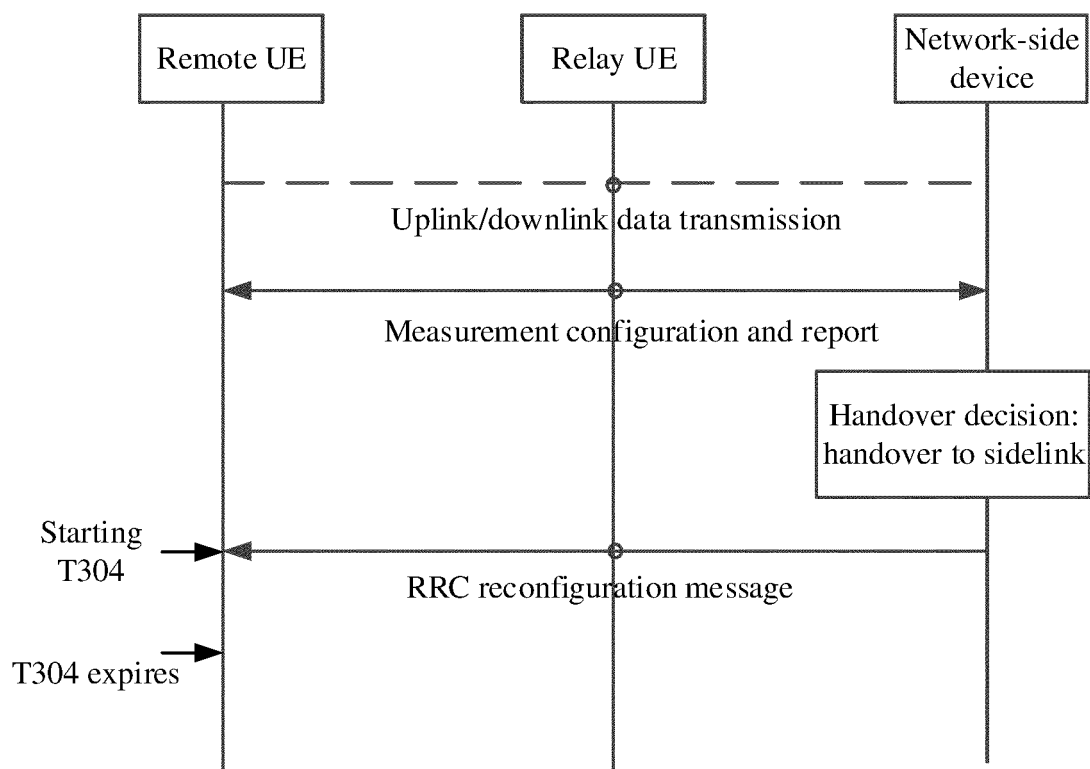 Remote UE
Relay UE
Network-side
device
Uplink/downlink data transmission
Measurement configuration and report
Handover decision:
handover to sidelink
Starting
T304
RRC reconfiguration message
T304 expires